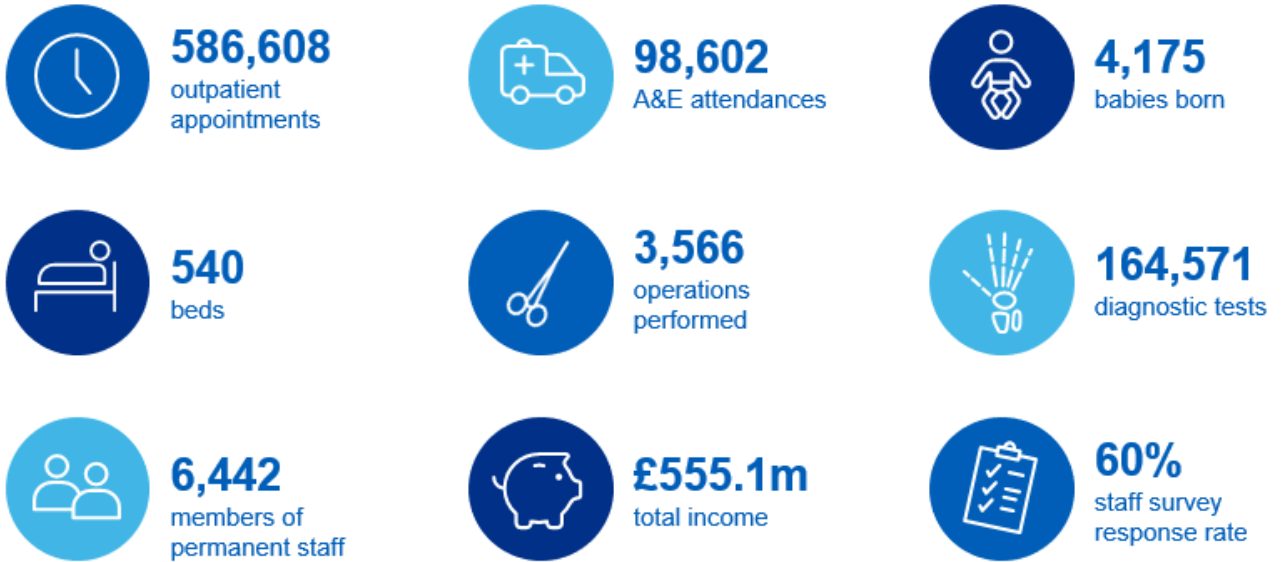 586,608
outpatient
appointments
98,602
A&E attendances
4,175
babies born
540
beds
3,566
operations
performed
164,571
diagnostic tests
6,442
members of
permanent staff
£555.1m
total income
60%
staff survey
response rate